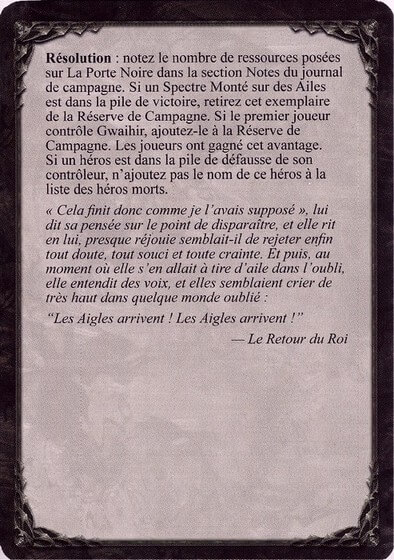 Résolution : notez le nombre de ressources posées
sur La Porte Noire dans la section Notes du journal
de campagne. Si un Spectre Monté sur des Ailes
est dans la pile de victoire, retirez cet exemplaire
de la Réserve de Campagne. Si le premier joueur
contrôle Gwaihir, ajoutez-le à la Réserve de
Campagne. Les joueurs ont gagné cet avantage.
Si un héros est dans la pile de défausse de son
contrôleur, n’ajoutez pas le nom de ce héros à la
liste des héros morts.
« Cela finit donc comme je l’avais supposé », lui
dit sa pensée sur le point de disparaître, et elle rit
en lui, presque réjouie semblait-il de rejeter enfin
tout doute, tout souci et toute crainte. Et puis, au
moment où elle s’en allait à tire d’aile dans l’oubli,
elle entendit des voix, et elles semblaient crier de
très haut dans quelque monde oublié :
“Les Aigles arrivent ! Les Aigles arrivent !”
— Le Retour du Roi